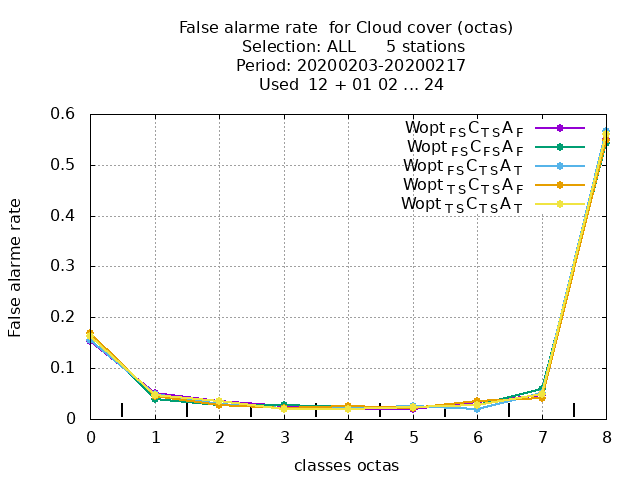 False alarme rate  for Cloud cover (octas)
Selection: ALL      5 stations
Period: 20200203-20200217
Used  12 + 01 02 ... 24
Wopt FS C TS A F
Wopt FS C FS A F
Wopt FS C TS A T
Wopt TS C TS A F
Wopt TS C TS A T
0.6
0.5
0.4
0.3
0.2
0.1
0
False alarme rate
0 1 2 3 4 5 6 7 8
classes octas